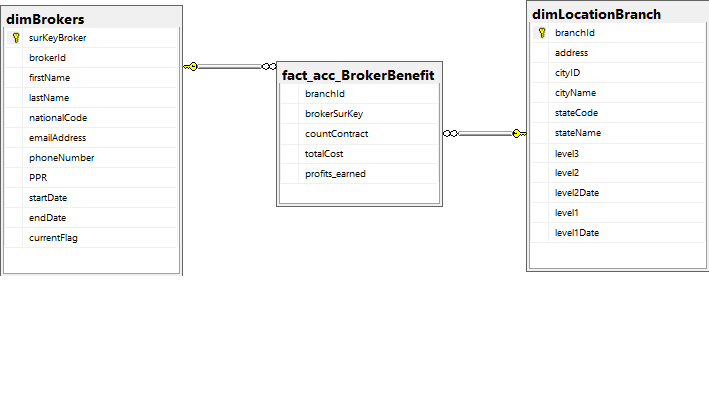 dimBrokers
surKeyBroker
brokerId
firstName
lastName
nationalCode
emailAddress
phoneNumber
PPR
startDate
endDate
currentFlag
fact_acc_BrokerBenefit
branchId
brokerSurKey
countContract
totalCost
profits_earned
dimLocationBranch
branchId
address
cityID
cityName
stateCode
stateName
level3
level2
level2Date
level1
level1Date